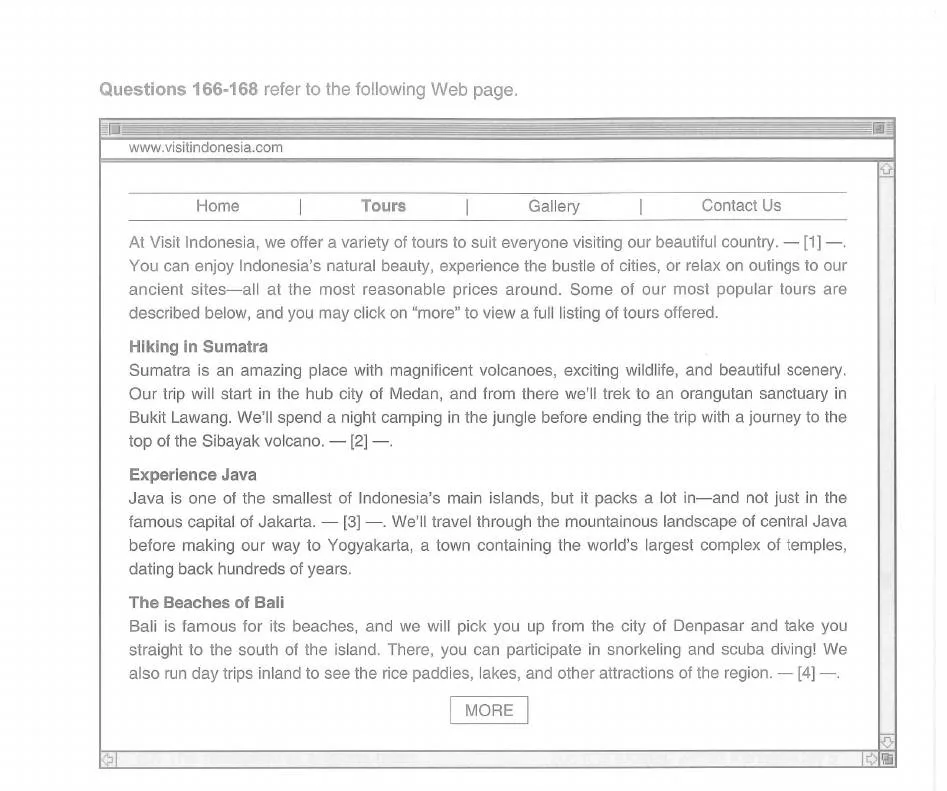 Questions 166-168 refer to the following Web page.
www.visitindonesia.com
Home | Tours | Gallery | Contact Us
At Visit Indonesia, we offer a variety of tours to suit everyone visiting our beautiful country. — [1] —.
You can enjoy Indonesia's natural beauty, experience the bustle of cities, or relax on outings to our
ancient sites—all at the most reasonable prices around. Some of our most popular tours are
described below, and you may click on "more" to view a full listing of tours offered.
Hiking in Sumatra
Sumatra is an amazing place with magnificent volcanoes, exciting wildlife, and beautiful scenery.
Our trip will start in the hub city of Medan, and from there we'll trek to an orangutan sanctuary in
Bukit Lawang. We'll spend a night camping in the jungle before ending the trip with a journey to the
top of the Sibayak volcano. — [2] —.
Experience Java
Java is one of the smallest of Indonesia's main islands, but it packs a lot in—and not just in the
famous capital of Jakarta. — [3] —. We'll travel through the mountainous landscape of central Java
before making our way to Yogyakarta, a town containing the world's largest complex of temples,
dating back hundreds of years.
The Beaches of Bali
Bali is famous for its beaches, and we will pick you up from the city of Denpasar and take you
straight to the south of the island. There, you can participate in snorkeling and scuba diving! We
also run day trips inland to see the rice paddies, lakes, and other attractions of the region. — [4] —.
MORE